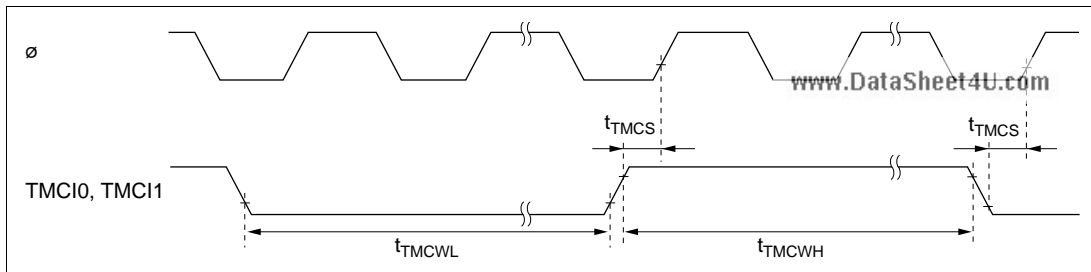 ø
www.DataSheet4U.com
tTMCS
tTMCS
TMCI0, TMCI1
tTMCWL
tTMCWH